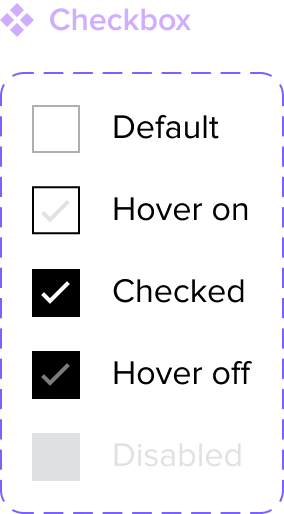 Checkbox
Default
Hover on
Checked
Hover off
Disabled